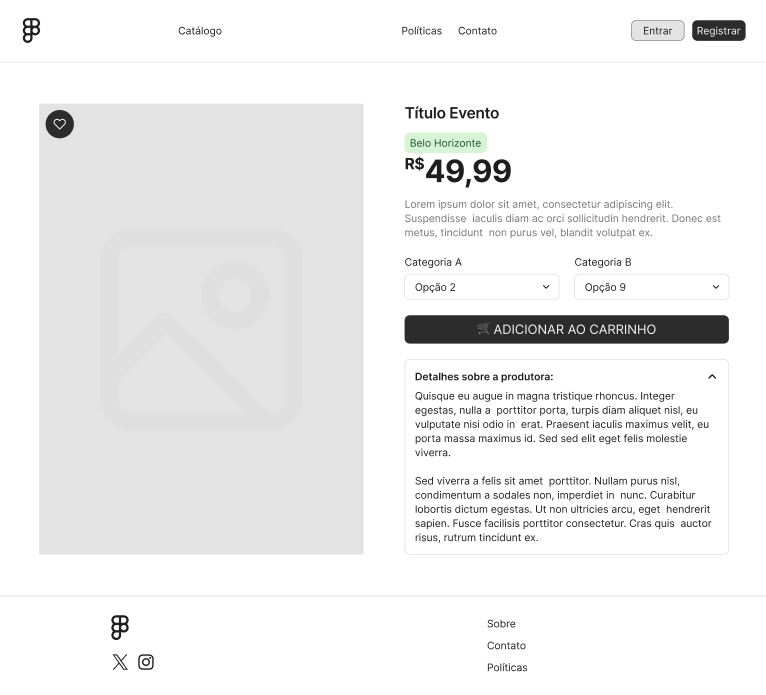 Catálogo
Políticas
Contato
Entrar
Registrar
Título Evento
Belo Horizonte
R$49,99
Lorem ipsum dolor sit amet, consectetur adipiscing elit.
Suspendisse iaculis diam ac orci sollicitudin hendrerit. Donec est
metus, tincidunt non purus vel, blandit volutpat ex.
Categoria A
Categoria B
Opção 2
Opção 9
🛒 ADICIONAR AO CARRINHO
Detalhes sobre a produtora:
Quisque eu augue in magna tristique rhoncus. Integer
egestas, nulla a porttitor porta, turpis diam aliquet nisl, eu
vulputate nisi odio in erat. Praesent iaculis maximus velit, eu
porta massa maximus id. Sed sed elit eget felis molestie
viverra.
Sed viverra a felis sit amet porttitor. Nullam purus nisl,
condimentum a sodales non, imperdiet in nunc. Curabitur
lobortis dictum egestas. Ut non ultricies arcu, eget hendrerit
sapien. Fusce facilisis porttitor consectetur. Cras quis auctor
risus, rutrum tincidunt ex.
Sobre
Contato
Políticas